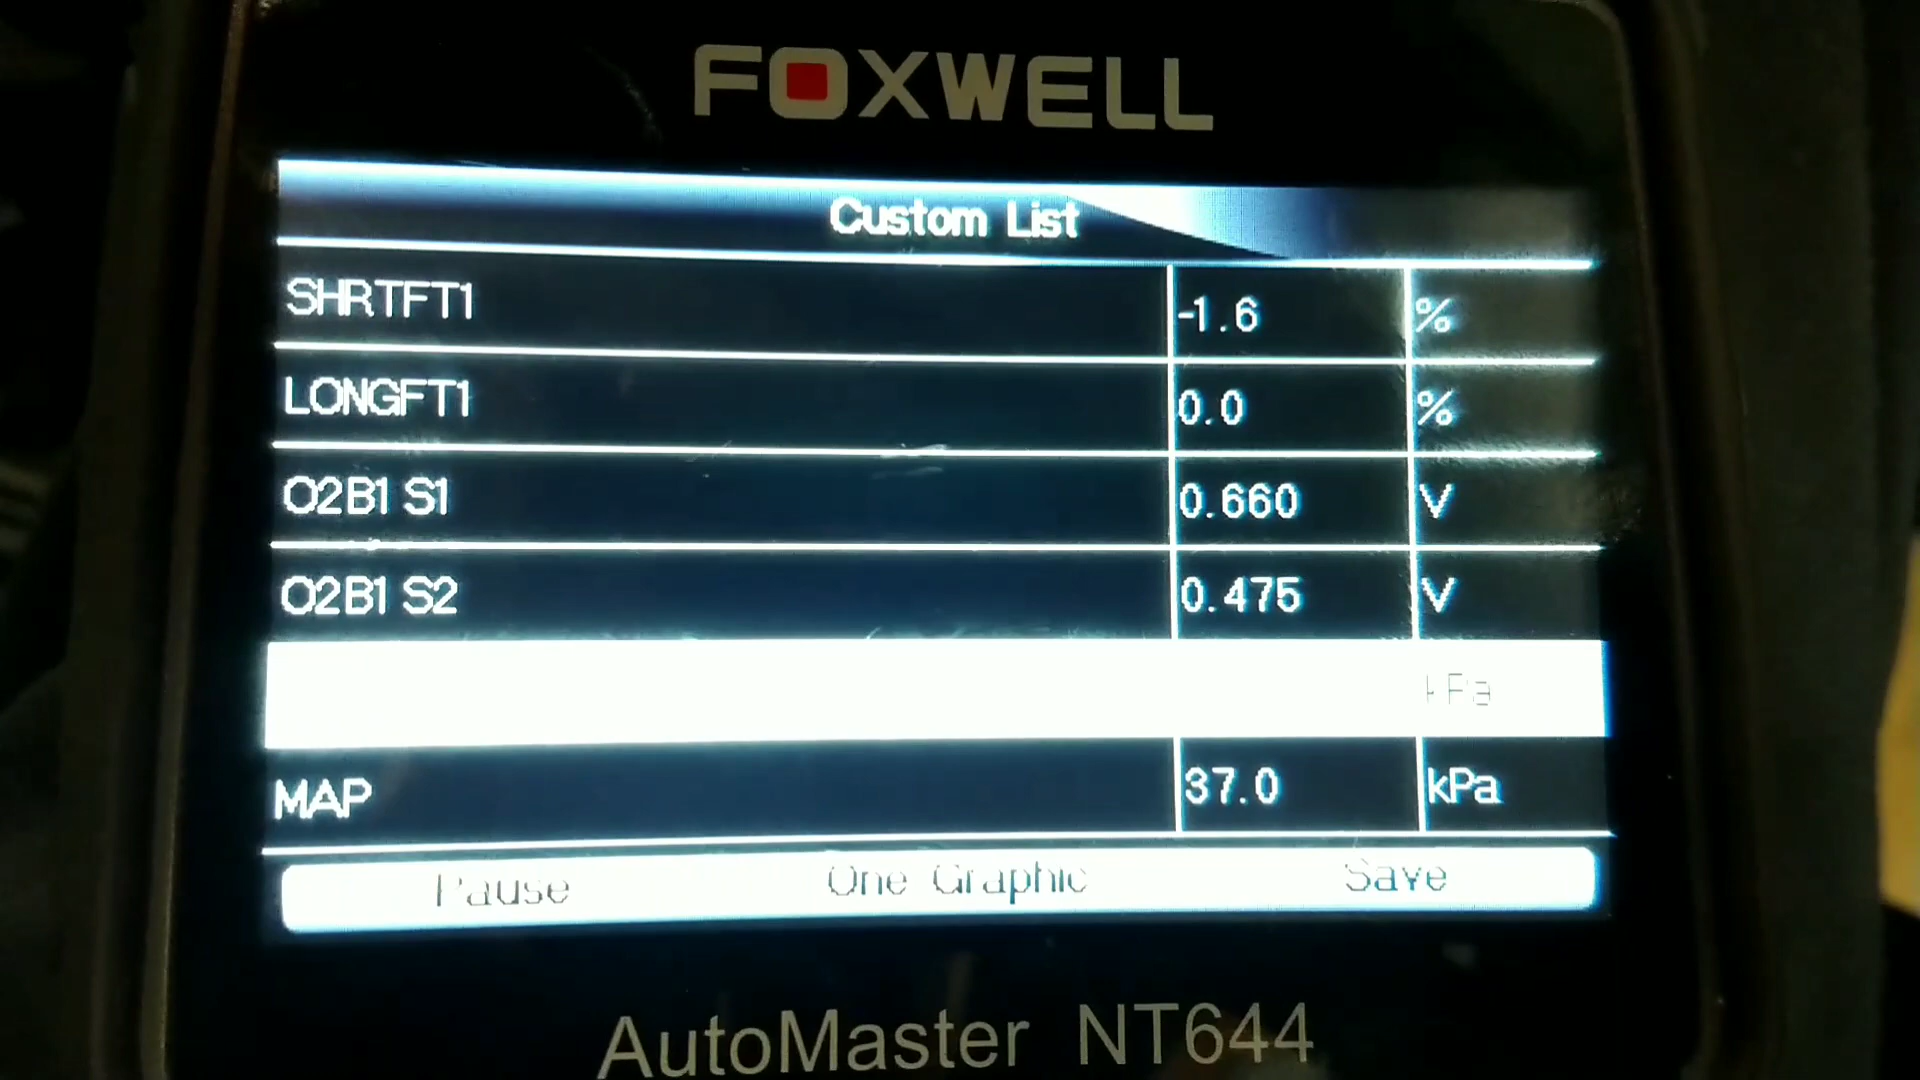 FOXWELL
Custom List
SHRTFT1 -1.6 %
LONGFT1 0.0 %
O2B1 S1 0.660 V
O2B1 S2 0.475 V
kPa
MAP 37.0 kPa
Pause One Graphic Save
AutoMaster NT644